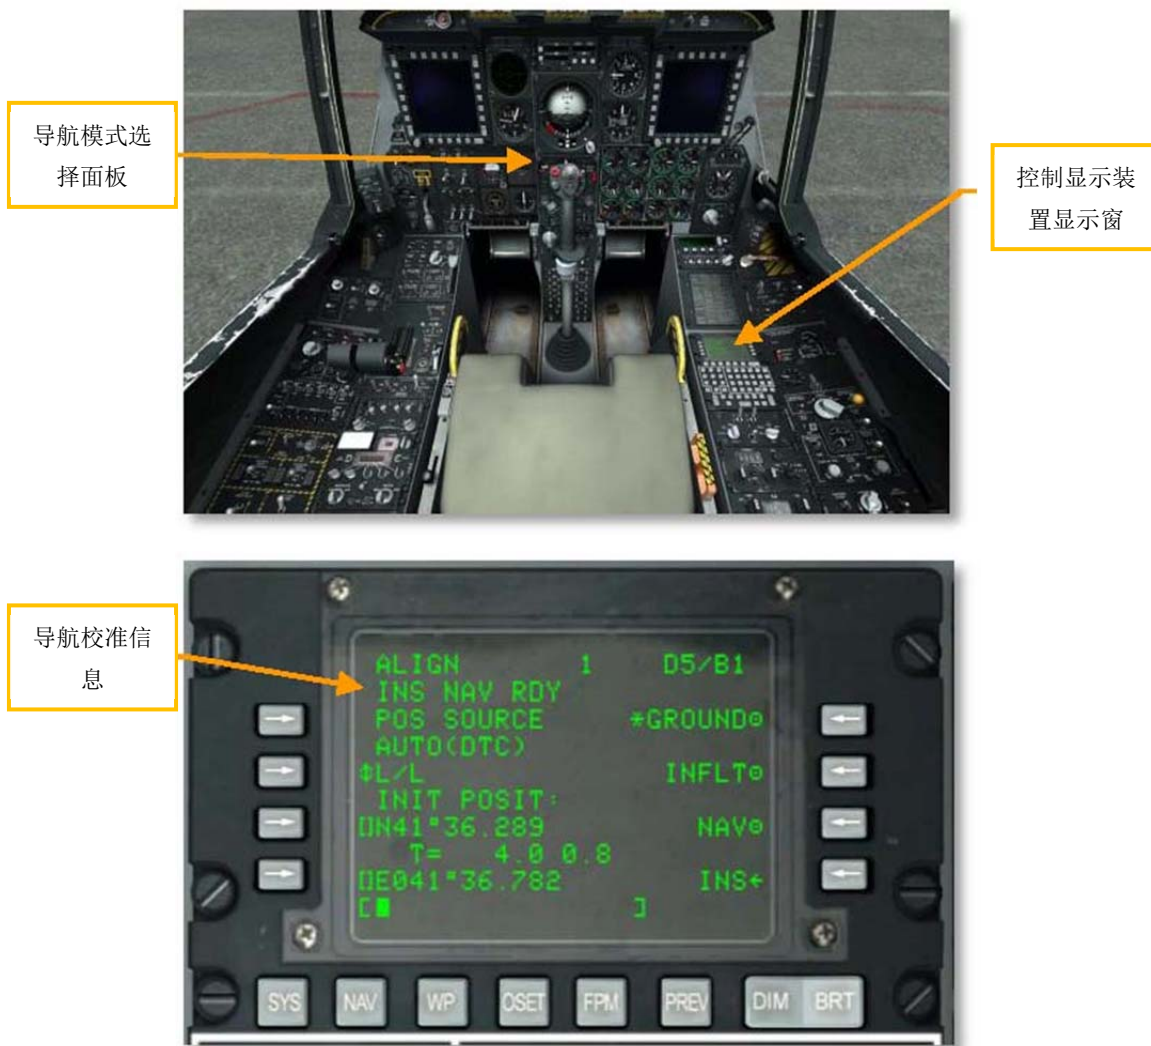 导航模式选
择面板
控制显示装
置显示窗
导航校准信
息
ALIGN 1 D5/B1
INS NAV RDY
POS SOURCE *GROUND⊙
AUTO(DTC)
↕L/L INFLT⊙
INIT POSIT:
[]N41°36.289 NAV⊙
T= 4.0 0.8
[]E041°36.782 INS←
[█ ]
SYS NAV WP OSET FPM PREV DIM BRT